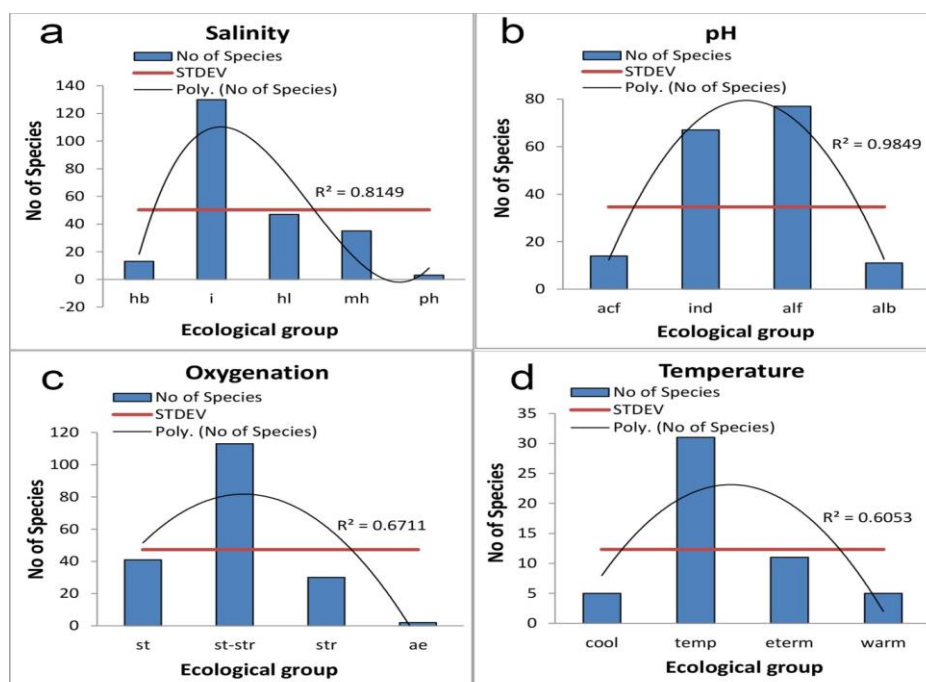 a
Salinity
No of Species
STDEV
Poly. (No of Species)
140
120
100
80
60
40
20
0
-20
No of Species
R² = 0.8149
hb i hl mh ph
Ecological group
b
pH
No of Species
STDEV
Poly. (No of Species)
80
60
40
20
0
No of Species
R² = 0.9849
acf ind alf alb
Ecological group
c
Oxygenation
No of Species
STDEV
Poly. (No of Species)
120
100
80
60
40
20
0
No of Species
R² = 0.6711
st st-str str ae
Ecological group
d
Temperature
No of Species
STDEV
Poly. (No of Species)
35
30
25
20
15
10
5
0
No of Species
R² = 0.6053
cool temp eterm warm
Ecological group